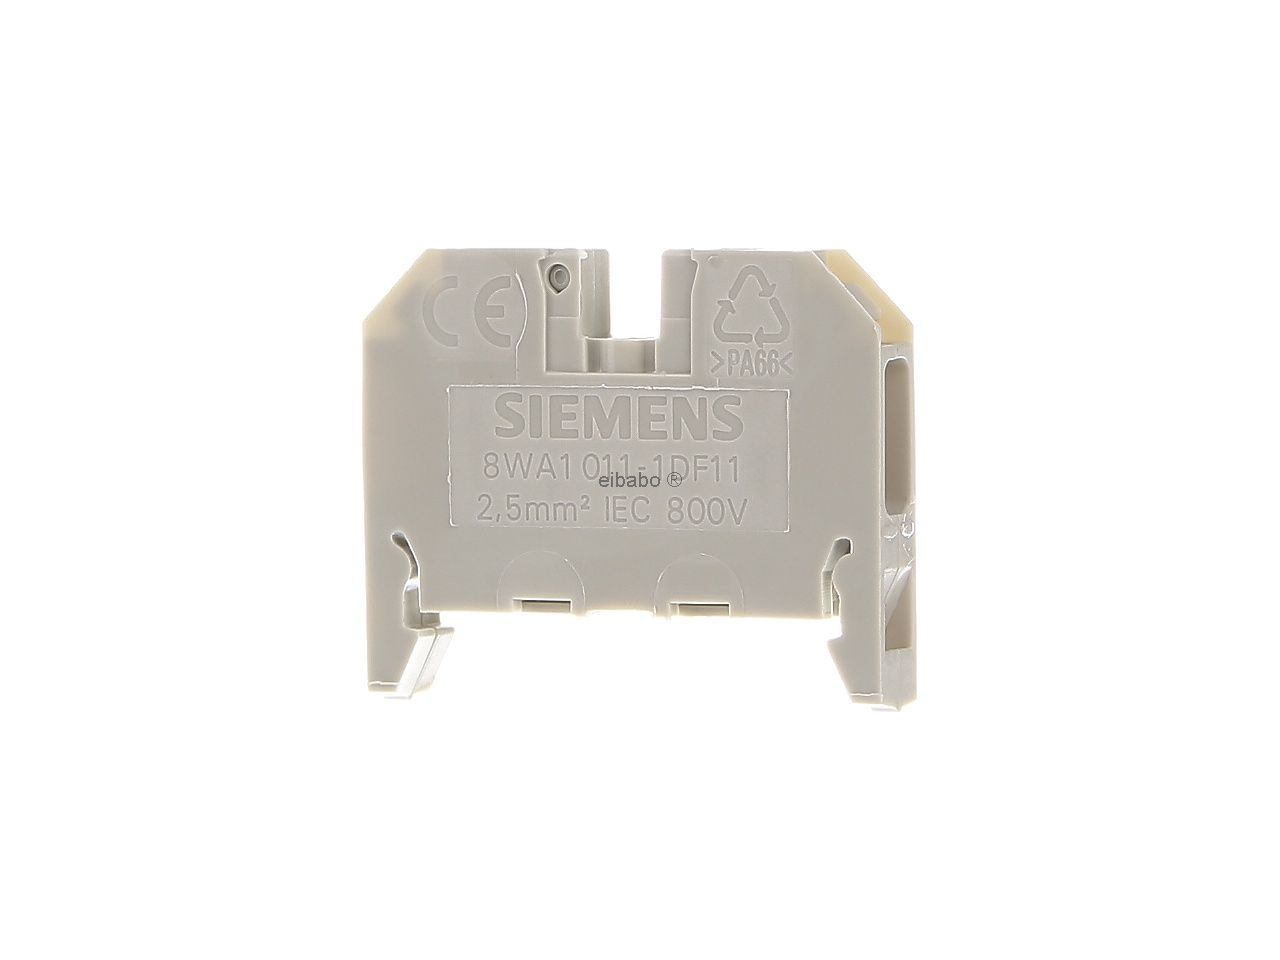 CE
>PA66<
SIEMENS
8WA1 011-1DF11
eibabo ®
2,5mm² IEC 800V